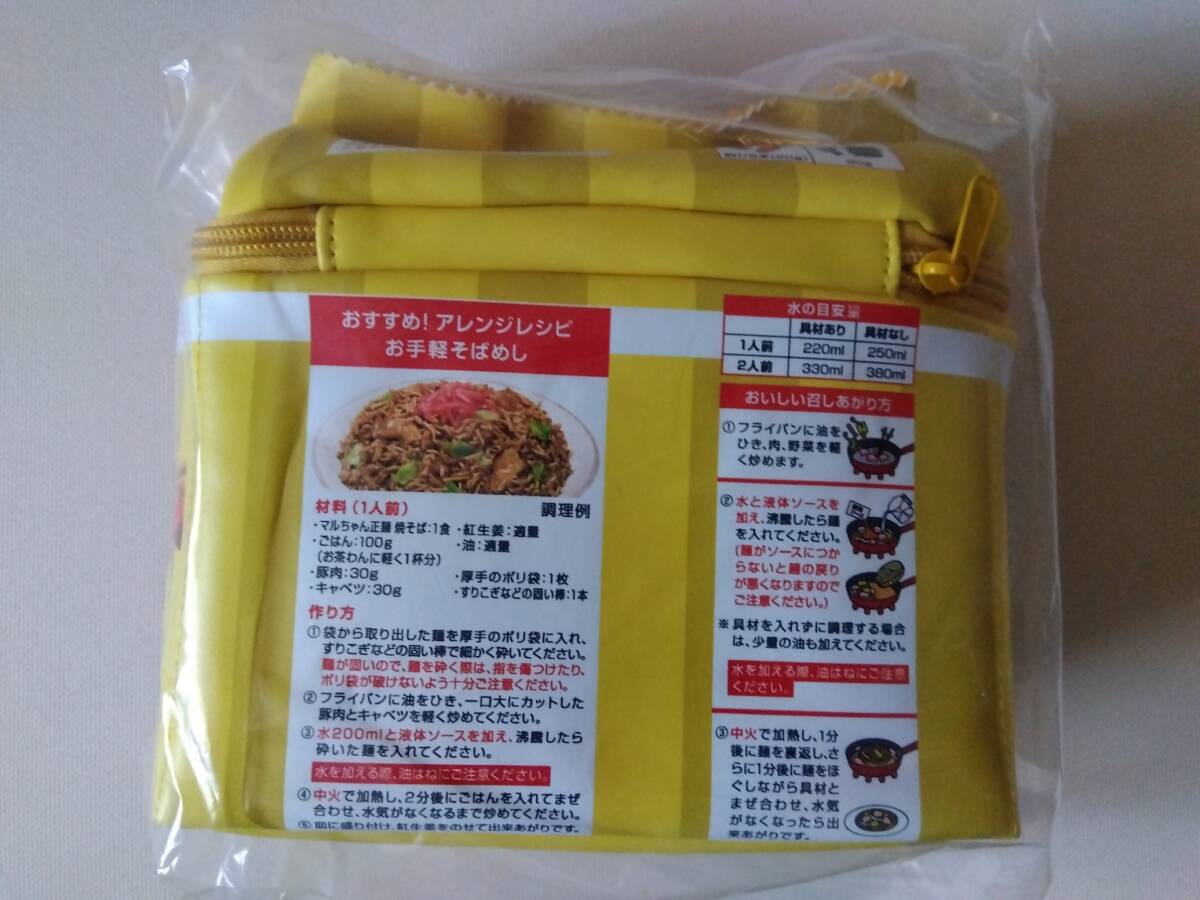 おすすめ！アレンジレシピ
お手軽そばめし
材料（1人前）
調理例
・マルちゃん正麺 焼そば：1食
・紅生姜：適量
・ごはん：100g
・油：適量
（お茶わんに軽く1杯分）
・豚肉：30g
・厚手のポリ袋：1枚
・キャベツ：30g
・すりこぎなどの固い棒：1本
作り方
①袋から取り出した麺を厚手のポリ袋に入れ、
すりこぎなどの固い棒で細かく砕いてください。
麺が固いので、麺を砕く際は、指を傷つけたり、
ポリ袋が破けないよう十分ご注意ください。
②フライパンに油をひき、一口大にカットした
豚肉とキャベツを軽く炒めてください。
③水200mlと液体ソースを加え、沸騰したら
砕いた麺を入れてください。
水を加える際、油はねにご注意ください。
④中火で加熱し、2分後にごはんを入れてまぜ
合わせ、水気がなくなるまで炒めてください。
⑤皿に盛り付け、紅生姜をのせて出来あがりです。
水の目安量
具材あり 具材なし
1人前 220ml 250ml
2人前 330ml 380ml
おいしい召しあがり方
①フライパンに油を
ひき、肉、野菜を軽
く炒めます。
②水と液体ソースを
加え、沸騰したら麺
を入れてください。
（麺がソースにつか
らないと麺の戻り
が悪くなりますので
ご注意ください。）
※具材を入れずに調理する場合
は、少量の油も加えてください。
水を加える際、油はねにご注意
ください。
③中火で加熱し、1分
後に麺を裏返し、さ
らに1分後に麺をほ
ぐしながら具材と
まぜ合わせ、水気
がなくなったら出
来あがりです。